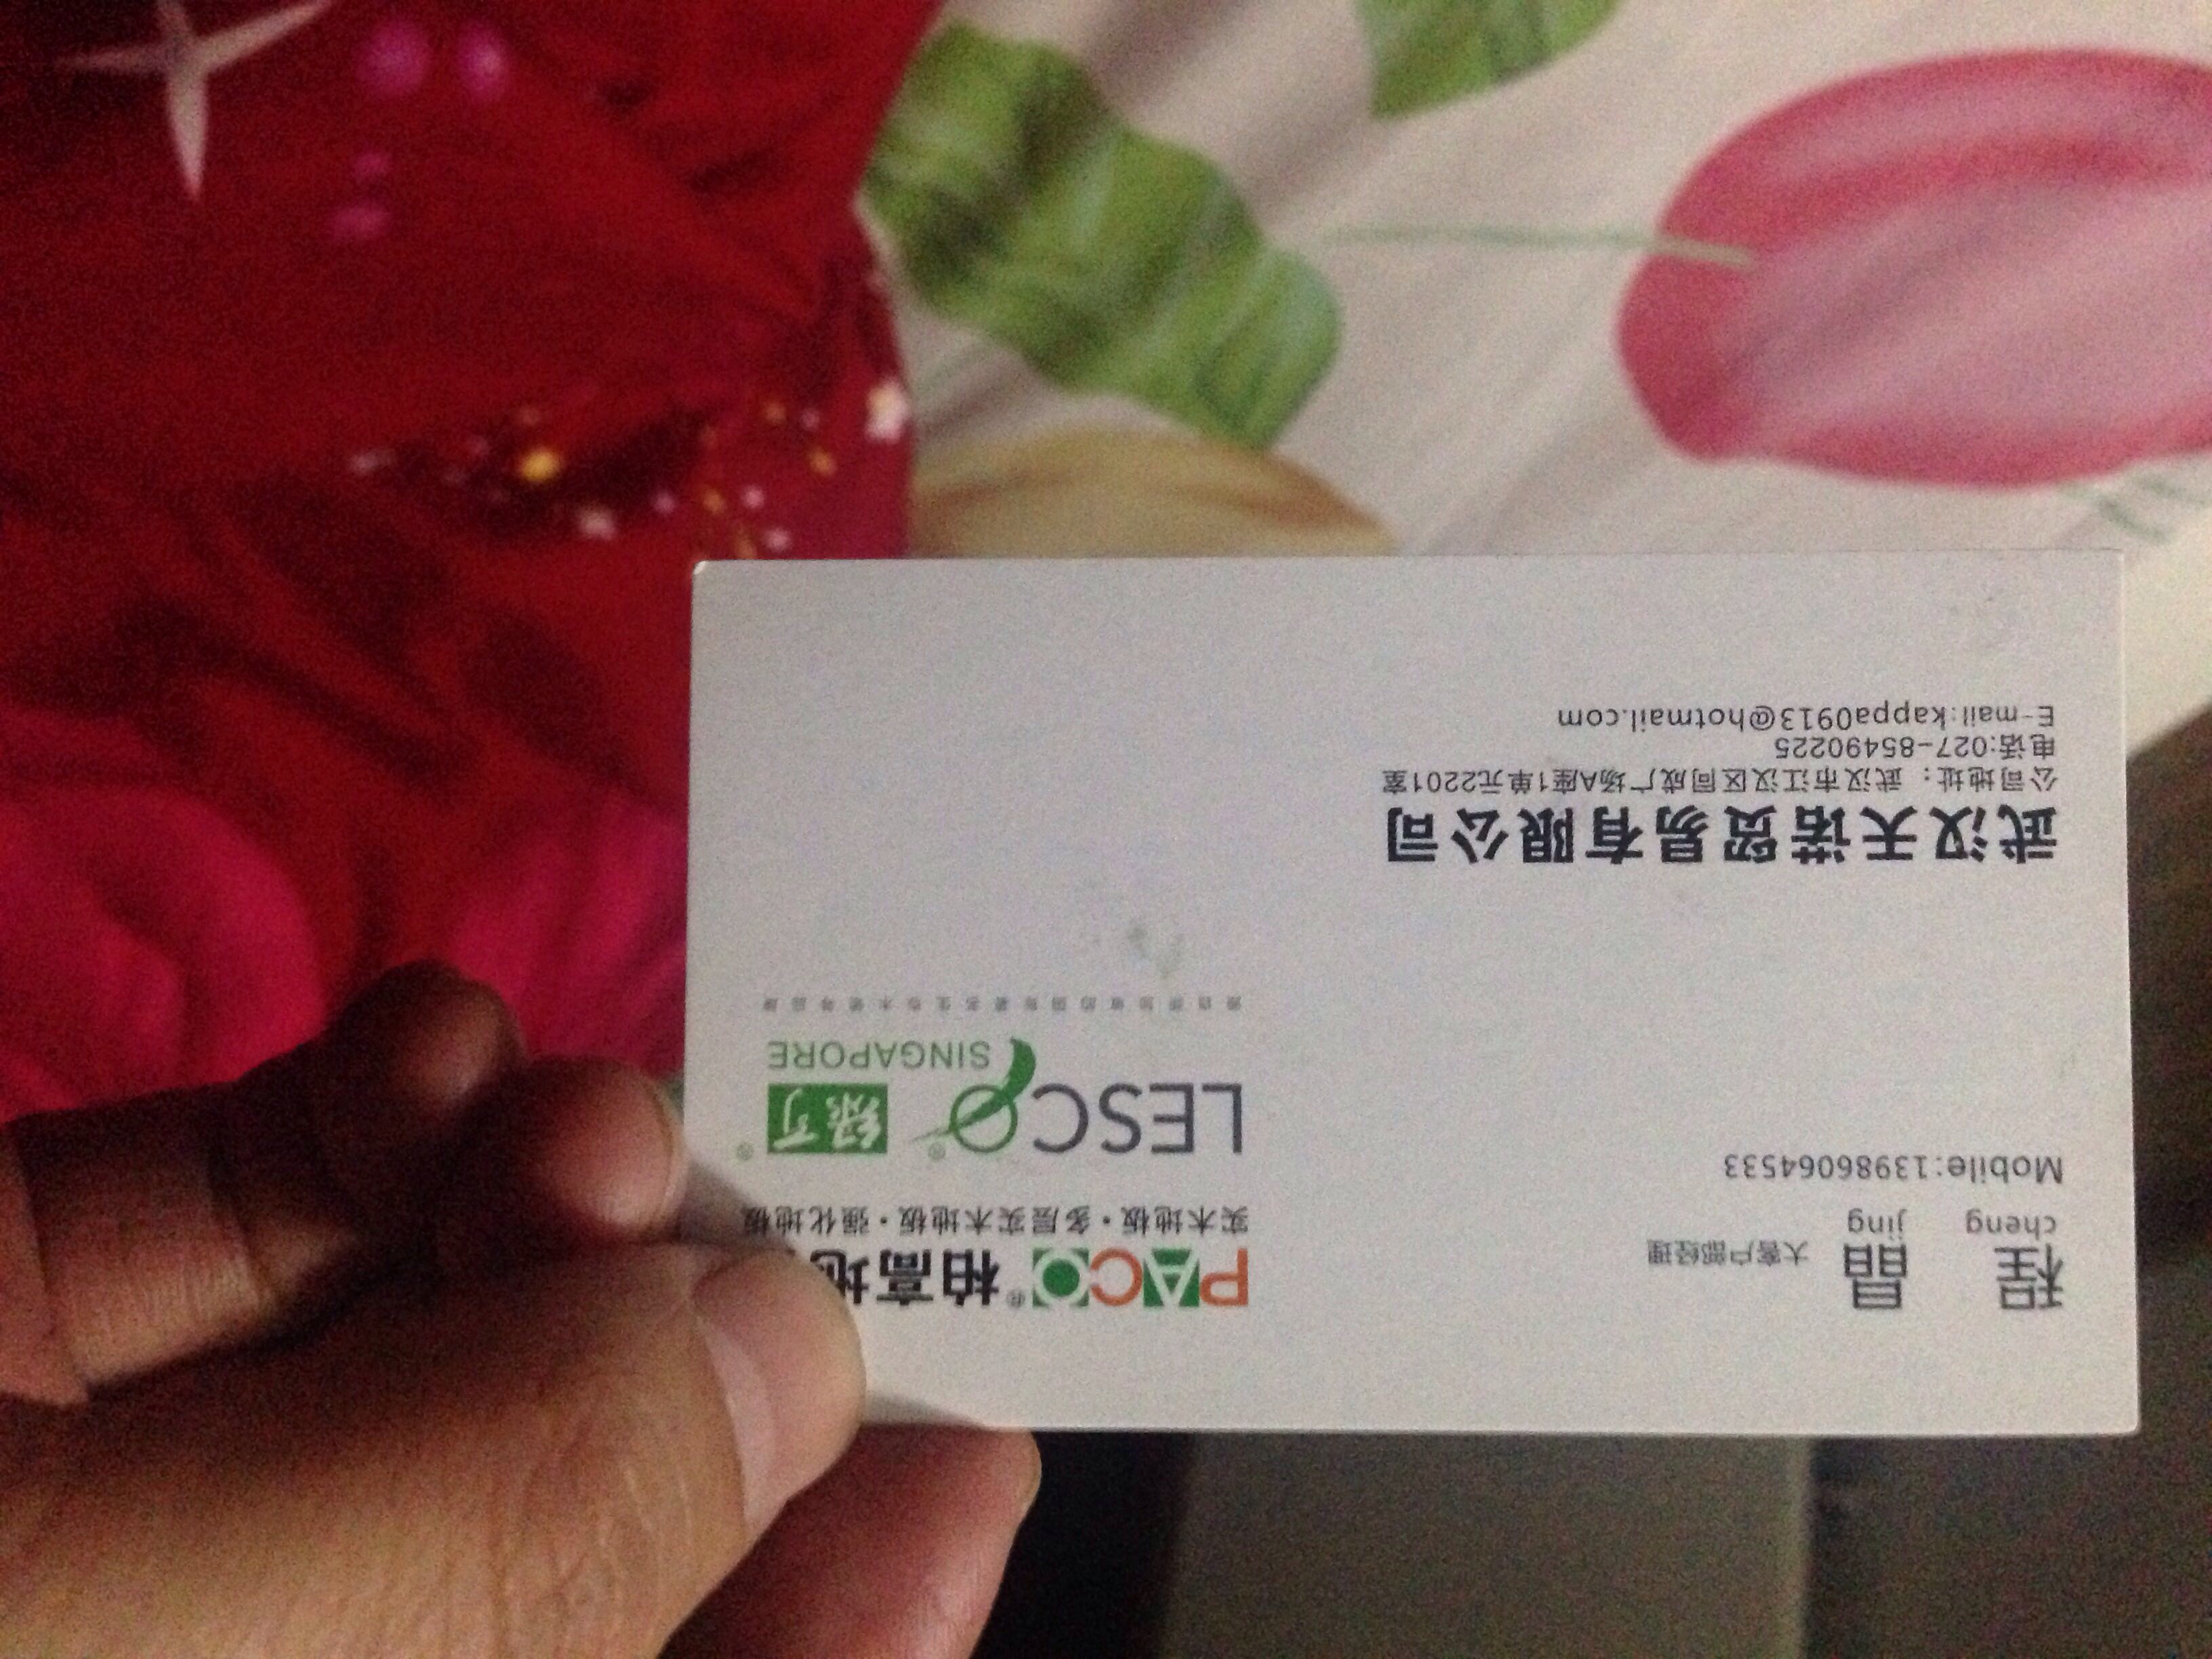 程 晶 大客户部经理
cheng jing
Mobile:13986064533
武汉天诺贸易有限公司
公司地址：武汉市江汉区同成广场A座1单元2201室
电话:027-85490225
E-mail:kappa0913@hotmail.com
PACO® 柏高地
实木地板·多层实木地板·强化地板
LESCO® 绿可®
SINGAPORE